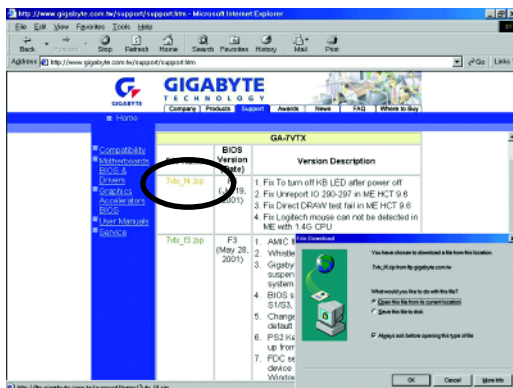 http://www.gigabyte.com.tw/support/support.htm - Microsoft Internet Explorer
File Edit View Favorites Tools Help
Back Stop Refresh Home Search Favorites History Mail Print
Address http://www.gigabyte.com.tw/support/support.htm Go Links
GIGABYTE
GIGABYTE
TECHNOLOGY
Company Products Support Awards News FAQ Where to Buy
Home
GA-7VTX
Compatibility
Motherboards
BIOS &
Drivers
Graphics
Accelerators
BIOS
User Manuals
Service
BIOS
Version
(Date)
Version Description
7vtx_f4.zip
2001)
1. Fix To turn off KB LED after power off
2. Fix Unreport IO 290-297 in ME HCT 9.6
3. Fix Direct DRAW test fail in ME HCT 9.6
4. Fix Logitech mouse can not be detected in
ME with 1.4G CPU
7vtx_f3.zip
F3
(May 28,
2001)
1. AMIC
2. Whistle
3. Gigaby
suspen
system
4. BIOS s
S1/S3,
5. Change
default
6. PS2 Ke
up from
7. FDC se
device
Window
File Download
You have chosen to download a file from this location.
7vtx_f4.zip from ftp.gigabyte.com.tw
What would you like to do with this file?
Open this file from its current location
Save this file to disk
Always ask before opening this type of file
OK Cancel More Info